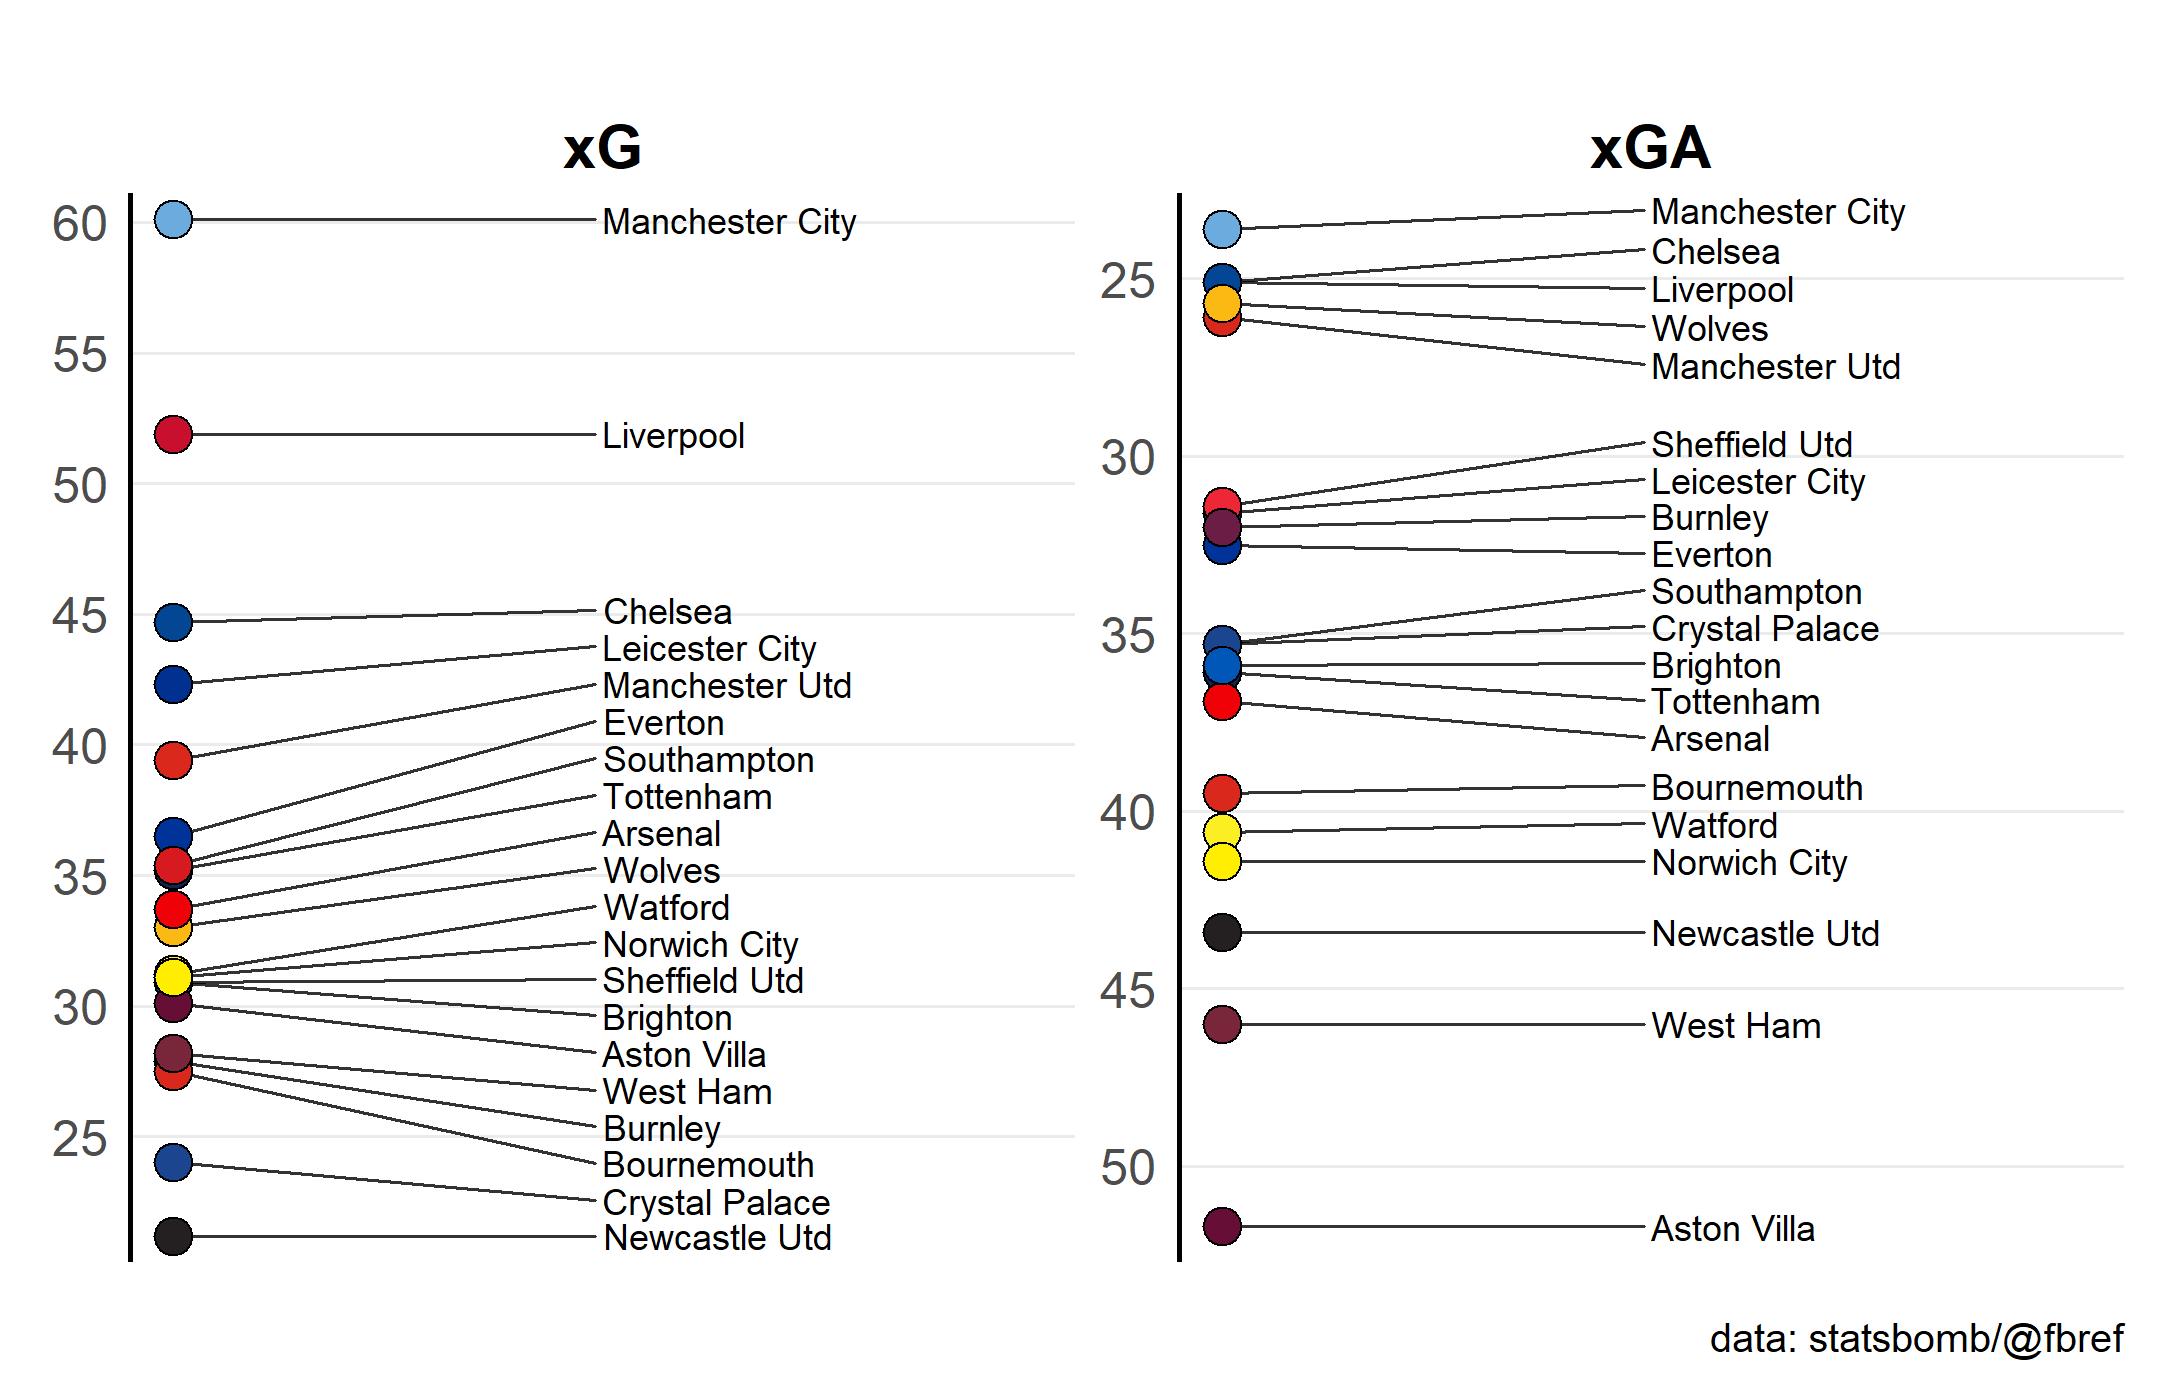 xG
60
55
50
45
40
35
30
25
Manchester City
Liverpool
Chelsea
Leicester City
Manchester Utd
Everton
Southampton
Tottenham
Arsenal
Wolves
Watford
Norwich City
Sheffield Utd
Brighton
Aston Villa
West Ham
Burnley
Bournemouth
Crystal Palace
Newcastle Utd
xGA
25
30
35
40
45
50
Manchester City
Chelsea
Liverpool
Wolves
Manchester Utd
Sheffield Utd
Leicester City
Burnley
Everton
Southampton
Crystal Palace
Brighton
Tottenham
Arsenal
Bournemouth
Watford
Norwich City
Newcastle Utd
West Ham
Aston Villa
data: statsbomb/@fbref